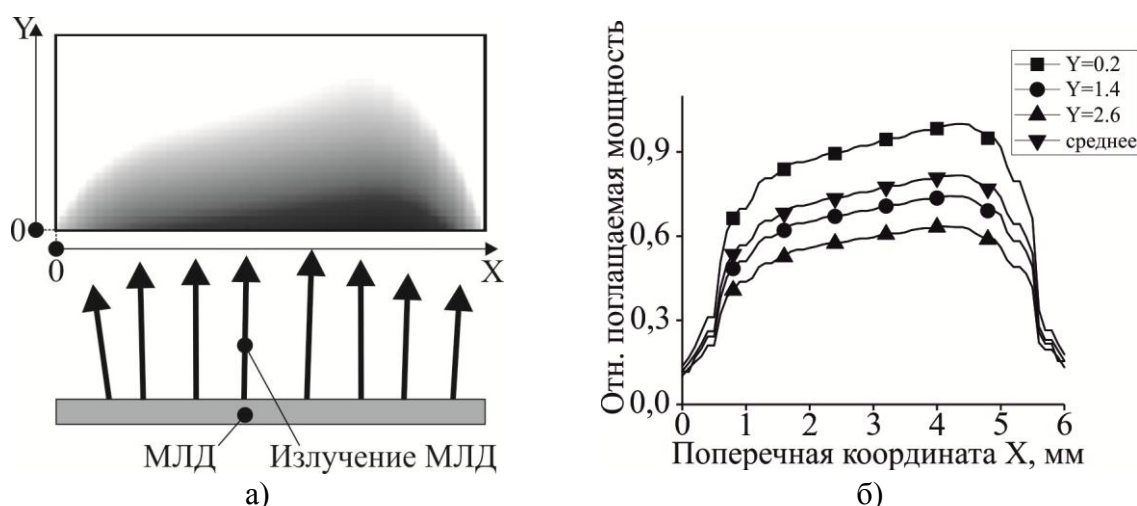 Y
0
0
X
МЛД
Излучение МЛД
а)
Отн. поглащаемая мощность
0,9
0,6
0,3
0,0
0 1 2 3 4 5 6
Поперечная координата X, мм
Y=0.2
Y=1.4
Y=2.6
среднее
б)